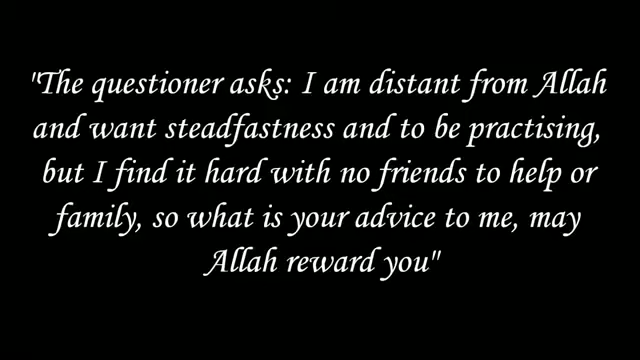 "The questioner asks: I am distant from Allah
and want steadfastness and to be practising,
but I find it hard with no friends to help or
family, so what is your advice to me, may
Allah reward you"